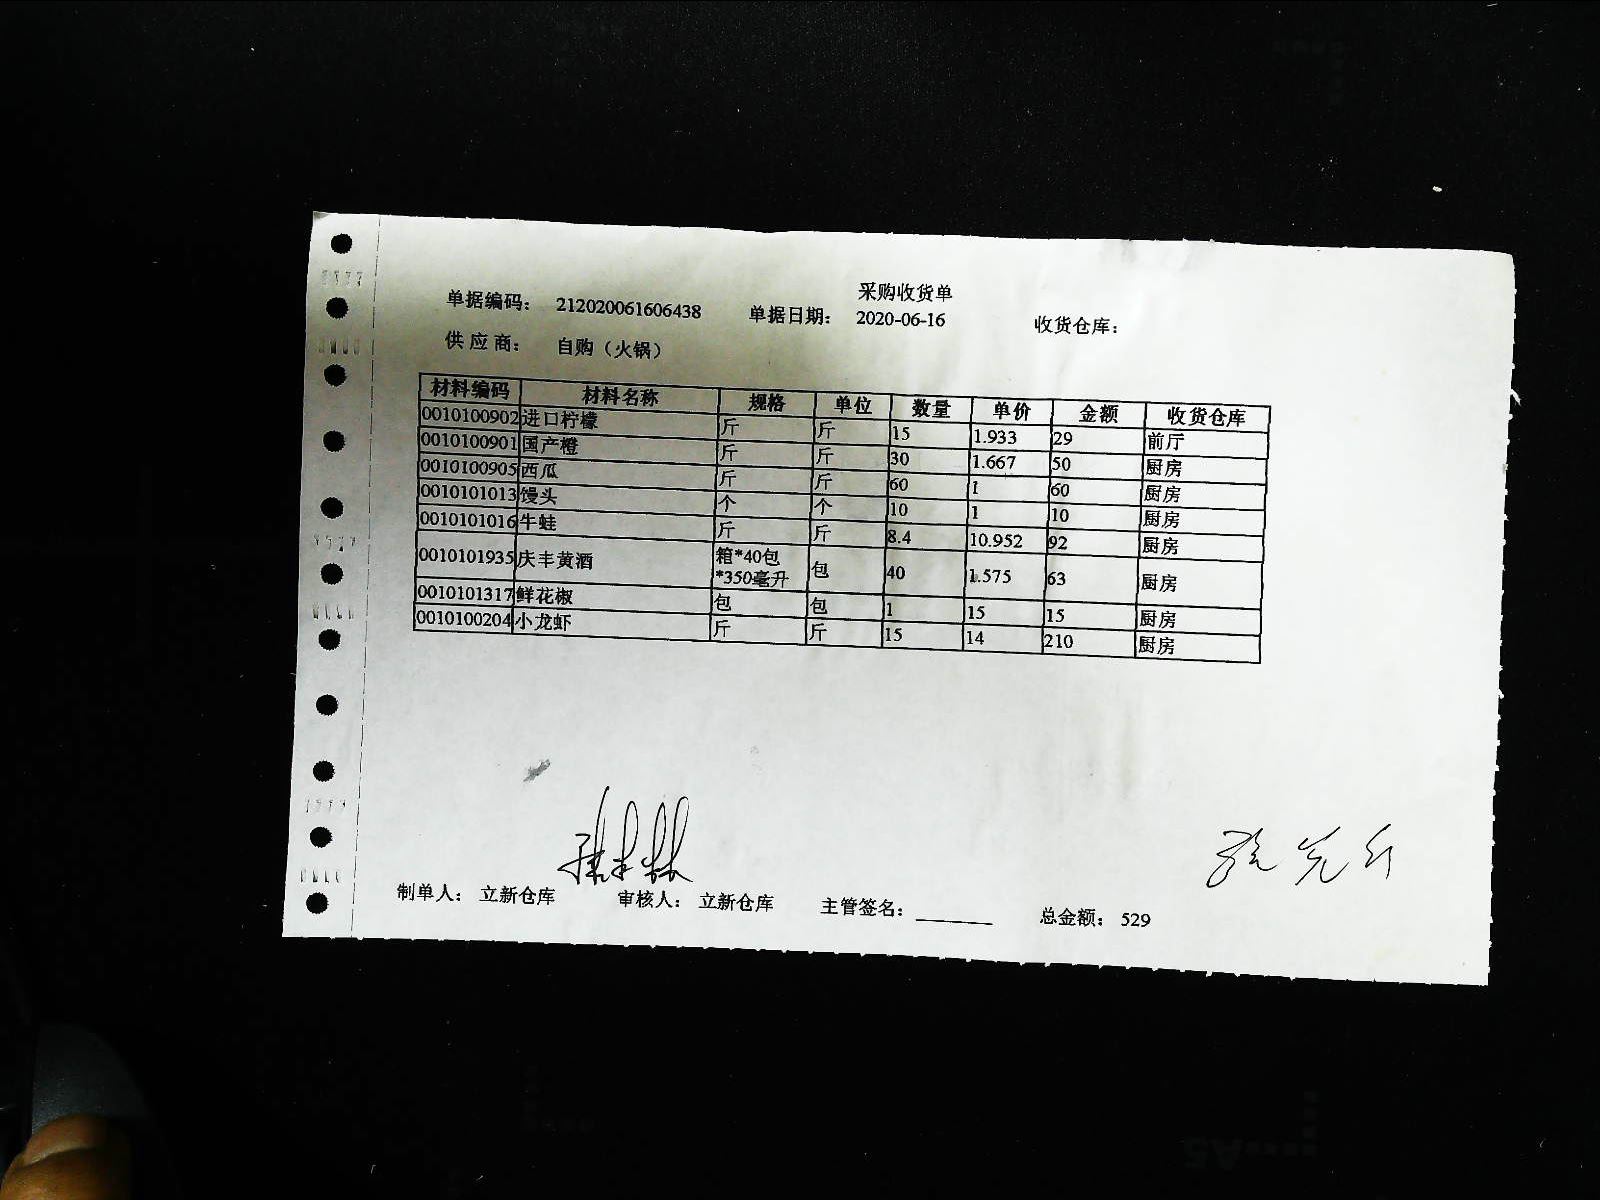 采购收货单
单据编码： 212020061606438 单据日期： 2020-06-16 收货仓库：
供 应 商： 自购（火锅）
材料编码 材料名称 规格 单位 数量 单价 金额 收货仓库
0010100902 进口柠檬 斤 斤 15 1.933 29 前厅
0010100901 国产橙 斤 斤 30 1.667 50 厨房
0010100905 西瓜 斤 斤 60 1 60 厨房
0010101013 馒头 个 个 10 1 10 厨房
0010101016 牛蛙 斤 斤 8.4 10.952 92 厨房
0010101935 庆丰黄酒 箱*40包 *350毫升 包 40 1.575 63 厨房
0010101317 鲜花椒 包 包 1 15 15 厨房
0010100204 小龙虾 斤 斤 15 14 210 厨房
制单人： 立新仓库 审核人： 立新仓库 主管签名： 总金额： 529